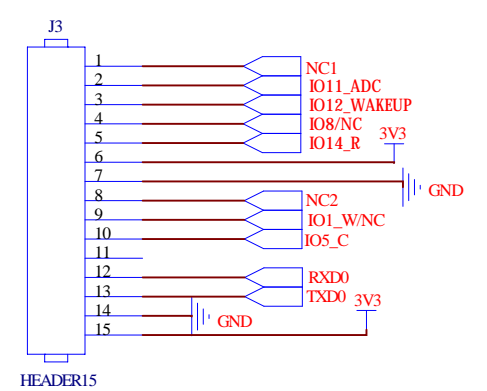 J3
1 NC1
2 IO11_ADC
3 IO12_WAKEUP
4 IO8/NC
5 IO14_R
3V3
6
7 GND
8 NC2
9 IO1_W/NC
10 IO5_C
11
12 RXD0
13 TXD0
3V3
14 GND
15
HEADER15